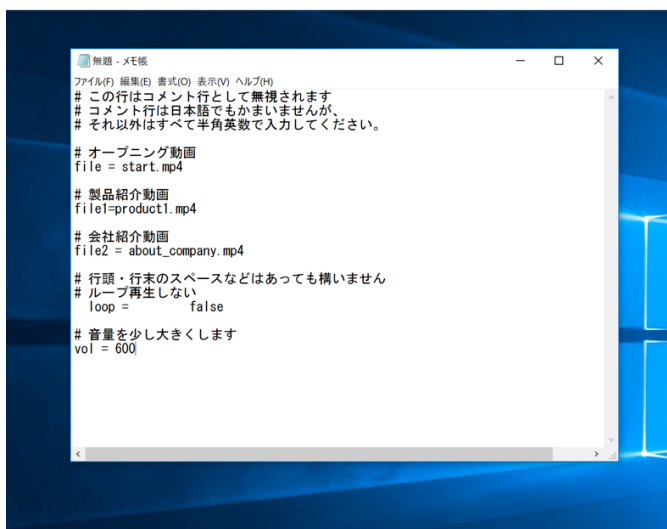 無題 - メモ帳
ファイル(F) 編集(E) 書式(O) 表示(V) ヘルプ(H)
# この行はコメント行として無視されます
# コメント行は日本語でもかまいませんが、
# それ以外はすべて半角英数で入力してください。
# オープニング動画
file = start.mp4
# 製品紹介動画
file1=product1.mp4
# 会社紹介動画
file2 = about_company.mp4
# 行頭・行末のスペースなどはあっても構いません
# ループ再生しない
loop =        false
# 音量を少し大きくします
vol = 600